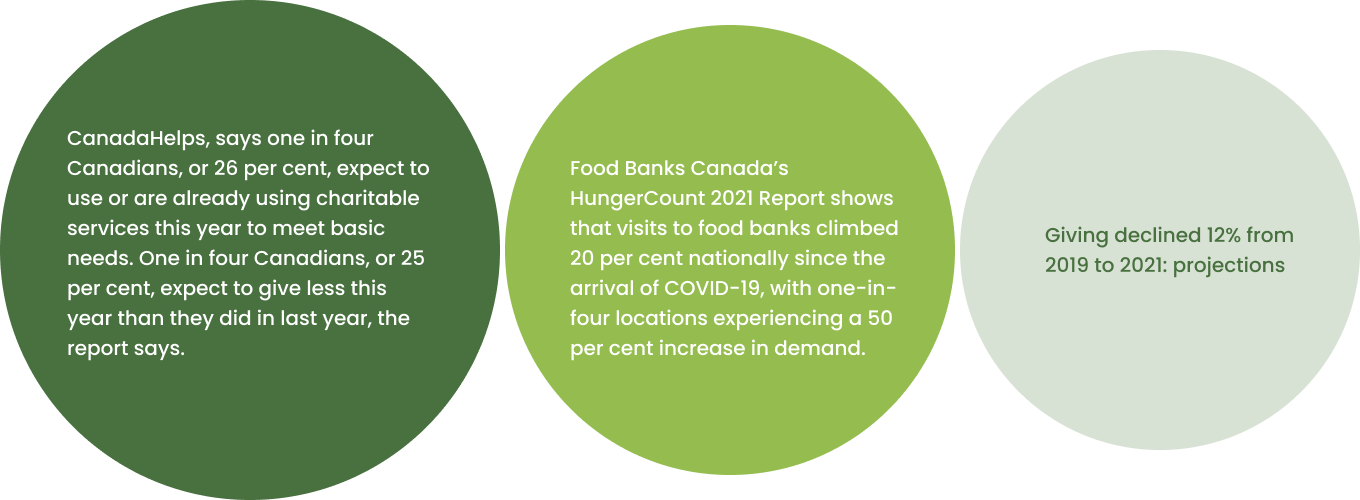 CanadaHelps, says one in four
Canadians, or 26 per cent, expect to
use or are already using charitable
services this year to meet basic
needs. One in four Canadians, or 25
per cent, expect to give less this
year than they did in last year, the
report says.
Food Banks Canada’s
HungerCount 2021 Report shows
that visits to food banks climbed
20 per cent nationally since the
arrival of COVID-19, with one-in-
four locations experiencing a 50
per cent increase in demand.
Giving declined 12% from
2019 to 2021: projections